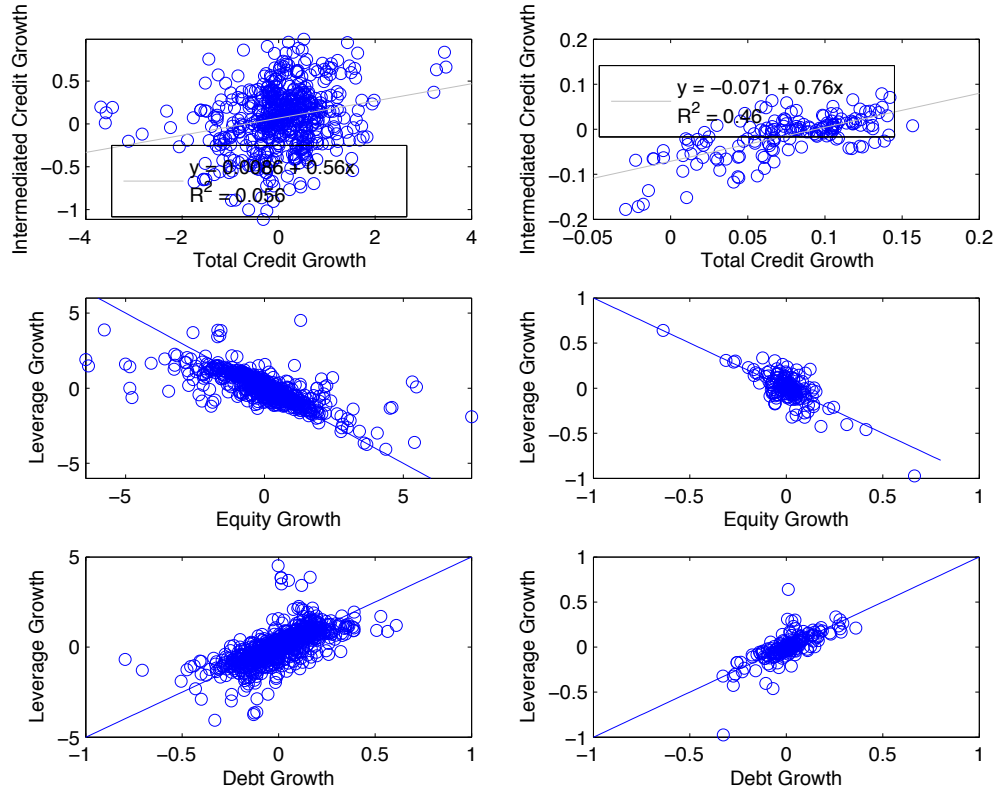 Intermediated Credit Growth
0.5
0
−0.5
−1
y = 0.0066 + 0.56x
R² = 0.056
−4 −2 0 2 4
Total Credit Growth
Intermediated Credit Growth
0.2
0.1
0
−0.1
−0.2
y = −0.071 + 0.76x
R² = 0.46
−0.05 0 0.05 0.1 0.15 0.2
Total Credit Growth
Leverage Growth
5
0
−5
−5 0 5
Equity Growth
Leverage Growth
1
0.5
0
−0.5
−1
−1 −0.5 0 0.5 1
Equity Growth
Leverage Growth
5
0
−5
−1 −0.5 0 0.5 1
Debt Growth
Leverage Growth
1
0.5
0
−0.5
−1
−1 −0.5 0 0.5 1
Debt Growth